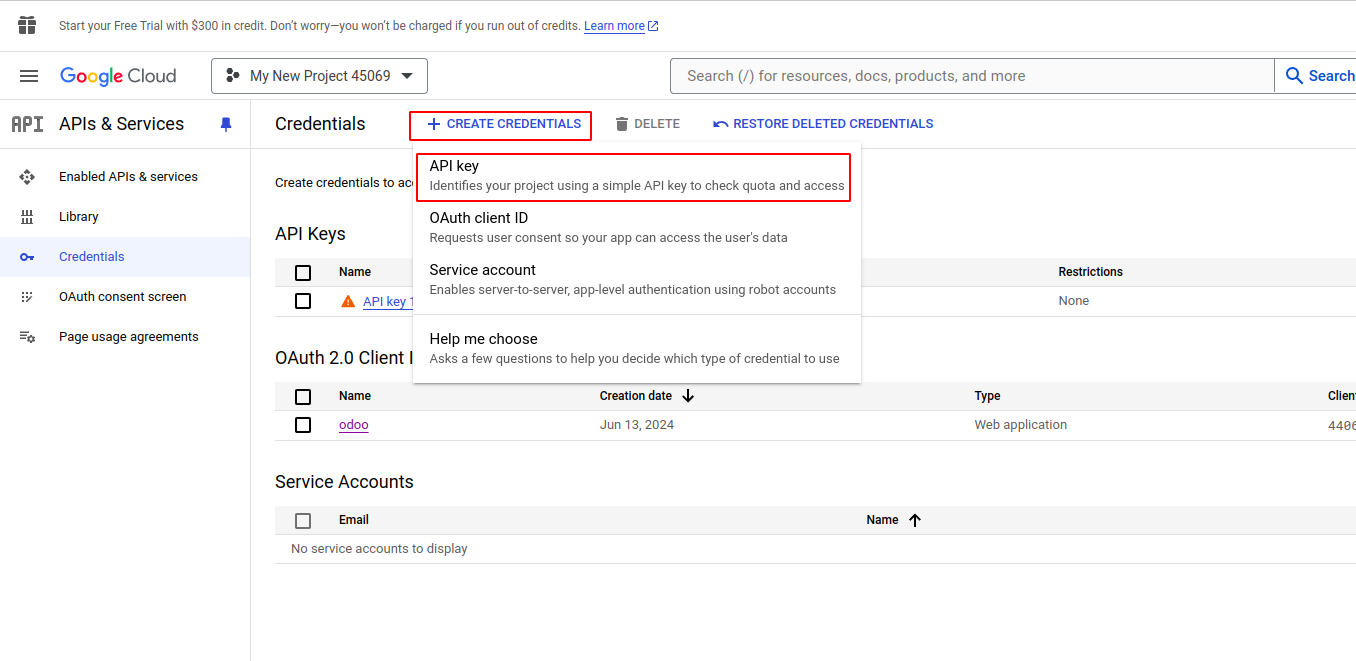 Start your Free Trial with $300 in credit. Don’t worry—you won’t be charged if you run out of credits. Learn more
Google Cloud
My New Project 45069
Search (/) for resources, docs, products, and more
Search
API
APIs & Services
Credentials
CREATE CREDENTIALS
DELETE
RESTORE DELETED CREDENTIALS
Enabled APIs & services
Library
Credentials
OAuth consent screen
Page usage agreements
Create credentials to
API key
Identifies your project using a simple API key to check quota and access
OAuth client ID
Requests user consent so your app can access the user's data
Service account
Enables server-to-server, app-level authentication using robot accounts
Help me choose
Asks a few questions to help you decide which type of credential to use
API Keys
Name
Restrictions
API key 1
None
OAuth 2.0 Client
Name
Creation date
Type
Client
odoo
Jun 13, 2024
Web application
4406
Service Accounts
Email
Name
No service accounts to display